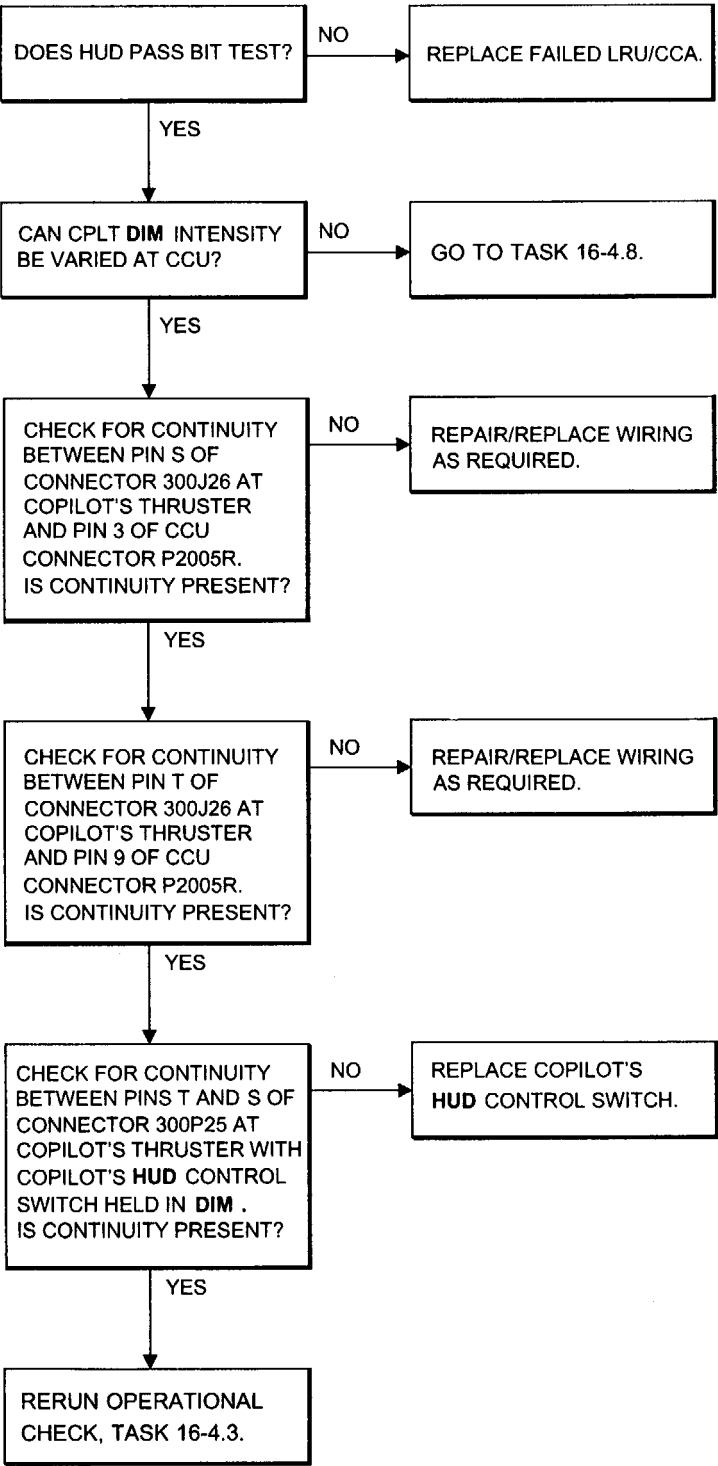 DOES HUD PASS BIT TEST?
NO
REPLACE FAILED LRU/CCA.
YES
CAN CPLT DIM INTENSITY
BE VARIED AT CCU?
NO
GO TO TASK 16-4.8.
YES
CHECK FOR CONTINUITY
BETWEEN PIN S OF
CONNECTOR 300J26 AT
COPILOT'S THRUSTER
AND PIN 3 OF CCU
CONNECTOR P2005R.
IS CONTINUITY PRESENT?
NO
REPAIR/REPLACE WIRING
AS REQUIRED.
YES
CHECK FOR CONTINUITY
BETWEEN PIN T OF
CONNECTOR 300J26 AT
COPILOT'S THRUSTER
AND PIN 9 OF CCU
CONNECTOR P2005R.
IS CONTINUITY PRESENT?
NO
REPAIR/REPLACE WIRING
AS REQUIRED.
YES
CHECK FOR CONTINUITY
BETWEEN PINS T AND S OF
CONNECTOR 300P25 AT
COPILOT'S THRUSTER WITH
COPILOT'S HUD CONTROL
SWITCH HELD IN DIM .
IS CONTINUITY PRESENT?
NO
REPLACE COPILOT'S
HUD CONTROL SWITCH.
YES
RERUN OPERATIONAL
CHECK, TASK 16-4.3.